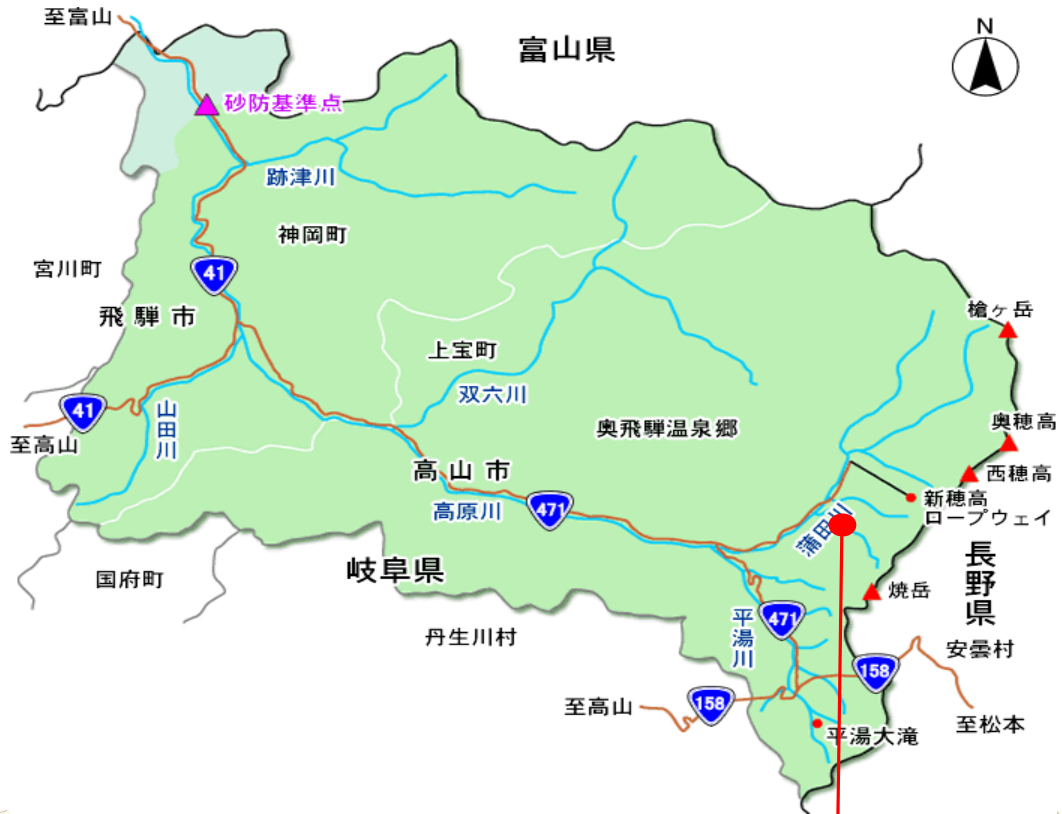 至富山
N
富山県
砂防基準点
跡津川
神岡町
宮川町
41
飛騨市
槍ヶ岳
上宝町
双六川
41
山田川
奥飛騨温泉郷
奥穂高
至高山
高山市
西穂高
新穂高
ロープウェイ
471
高原川
蒲田川
長野県
国府町
岐阜県
焼岳
471
平湯川
丹生川村
安曇村
158
158
至高山
至松本
平湯大滝